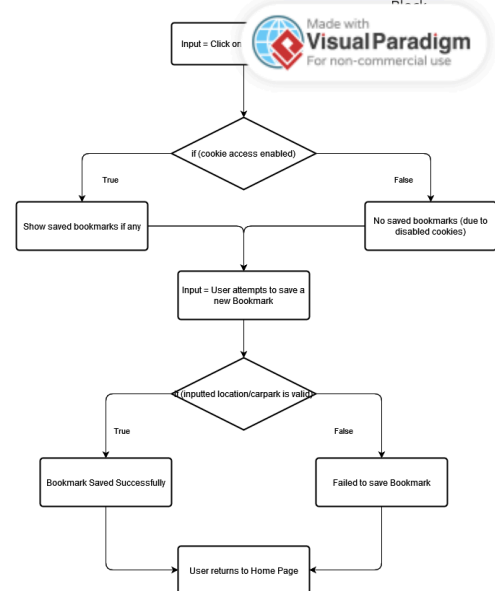 Made with
Visual Paradigm
For non-commercial use
Input = Click on
if (cookie access enabled)
True
False
Show saved bookmarks if any
No saved bookmarks (due to
disabled cookies)
Input = User attempts to save a
new Bookmark
(inputted location/carpark is valid)
True
False
Bookmark Saved Successfully
Failed to save Bookmark
User returns to Home Page